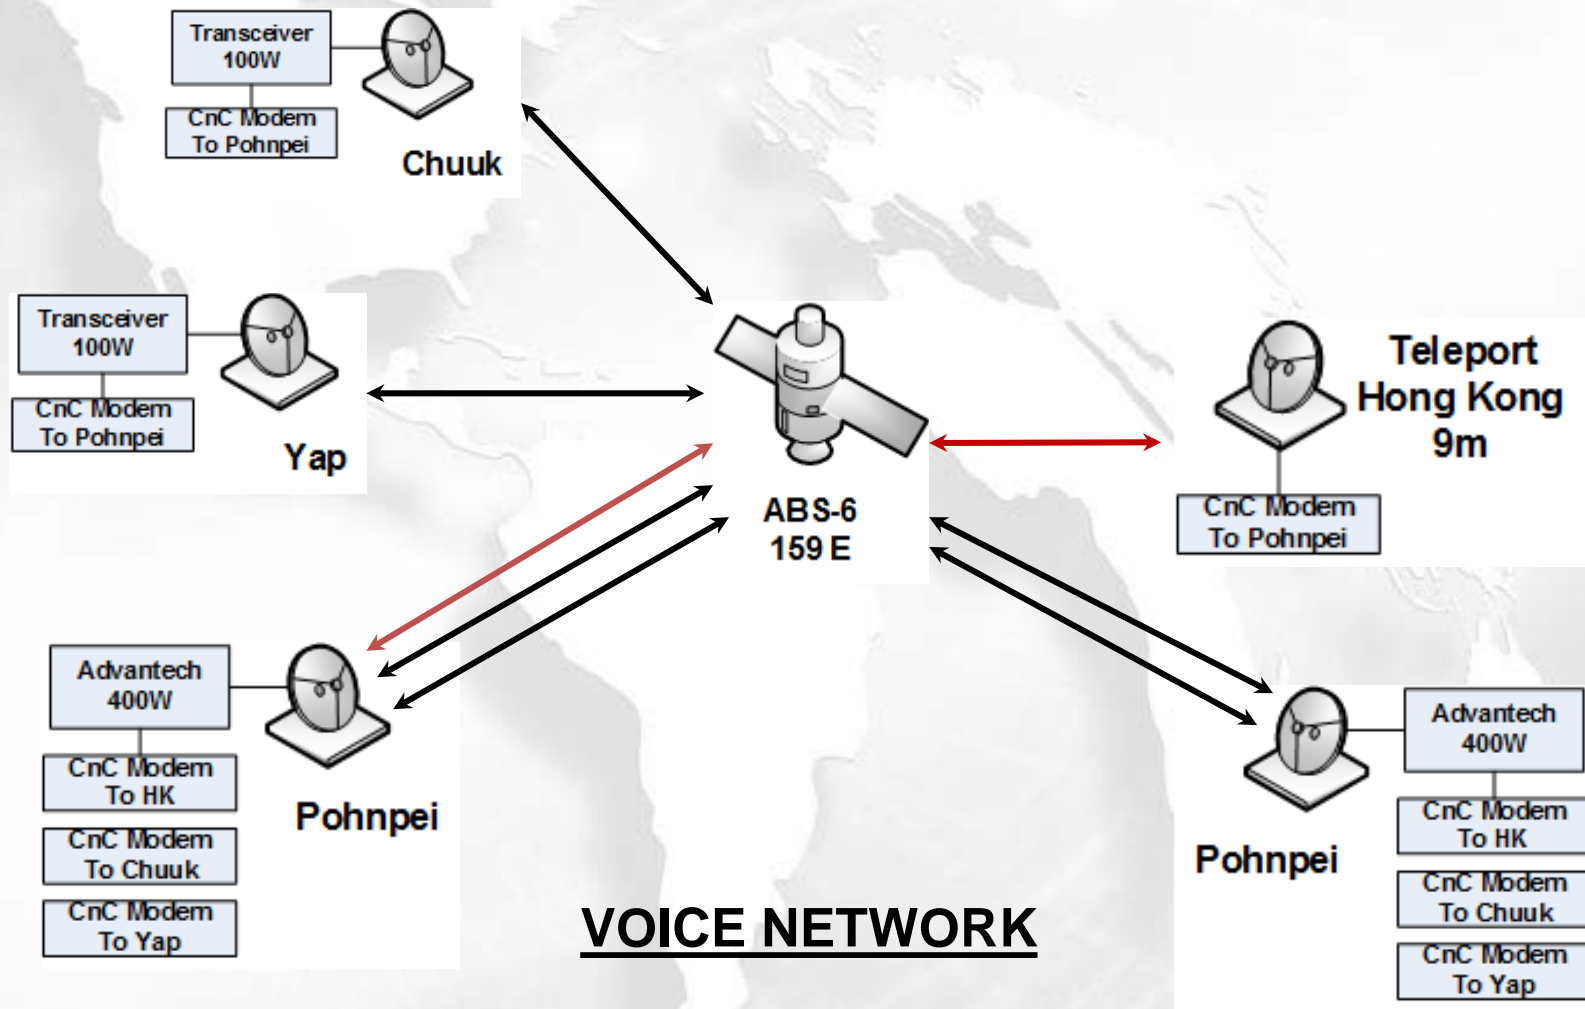 Transceiver
100W
CnC Modem
To Pohnpei
Chuuk
Transceiver
100W
CnC Modem
To Pohnpei
Yap
ABS-6
159 E
Teleport
Hong Kong
9m
CnC Modem
To Pohnpei
Advantech
400W
CnC Modem
To HK
CnC Modem
To Chuuk
CnC Modem
To Yap
Pohnpei
Advantech
400W
CnC Modem
To HK
CnC Modem
To Chuuk
CnC Modem
To Yap
Pohnpei
VOICE NETWORK